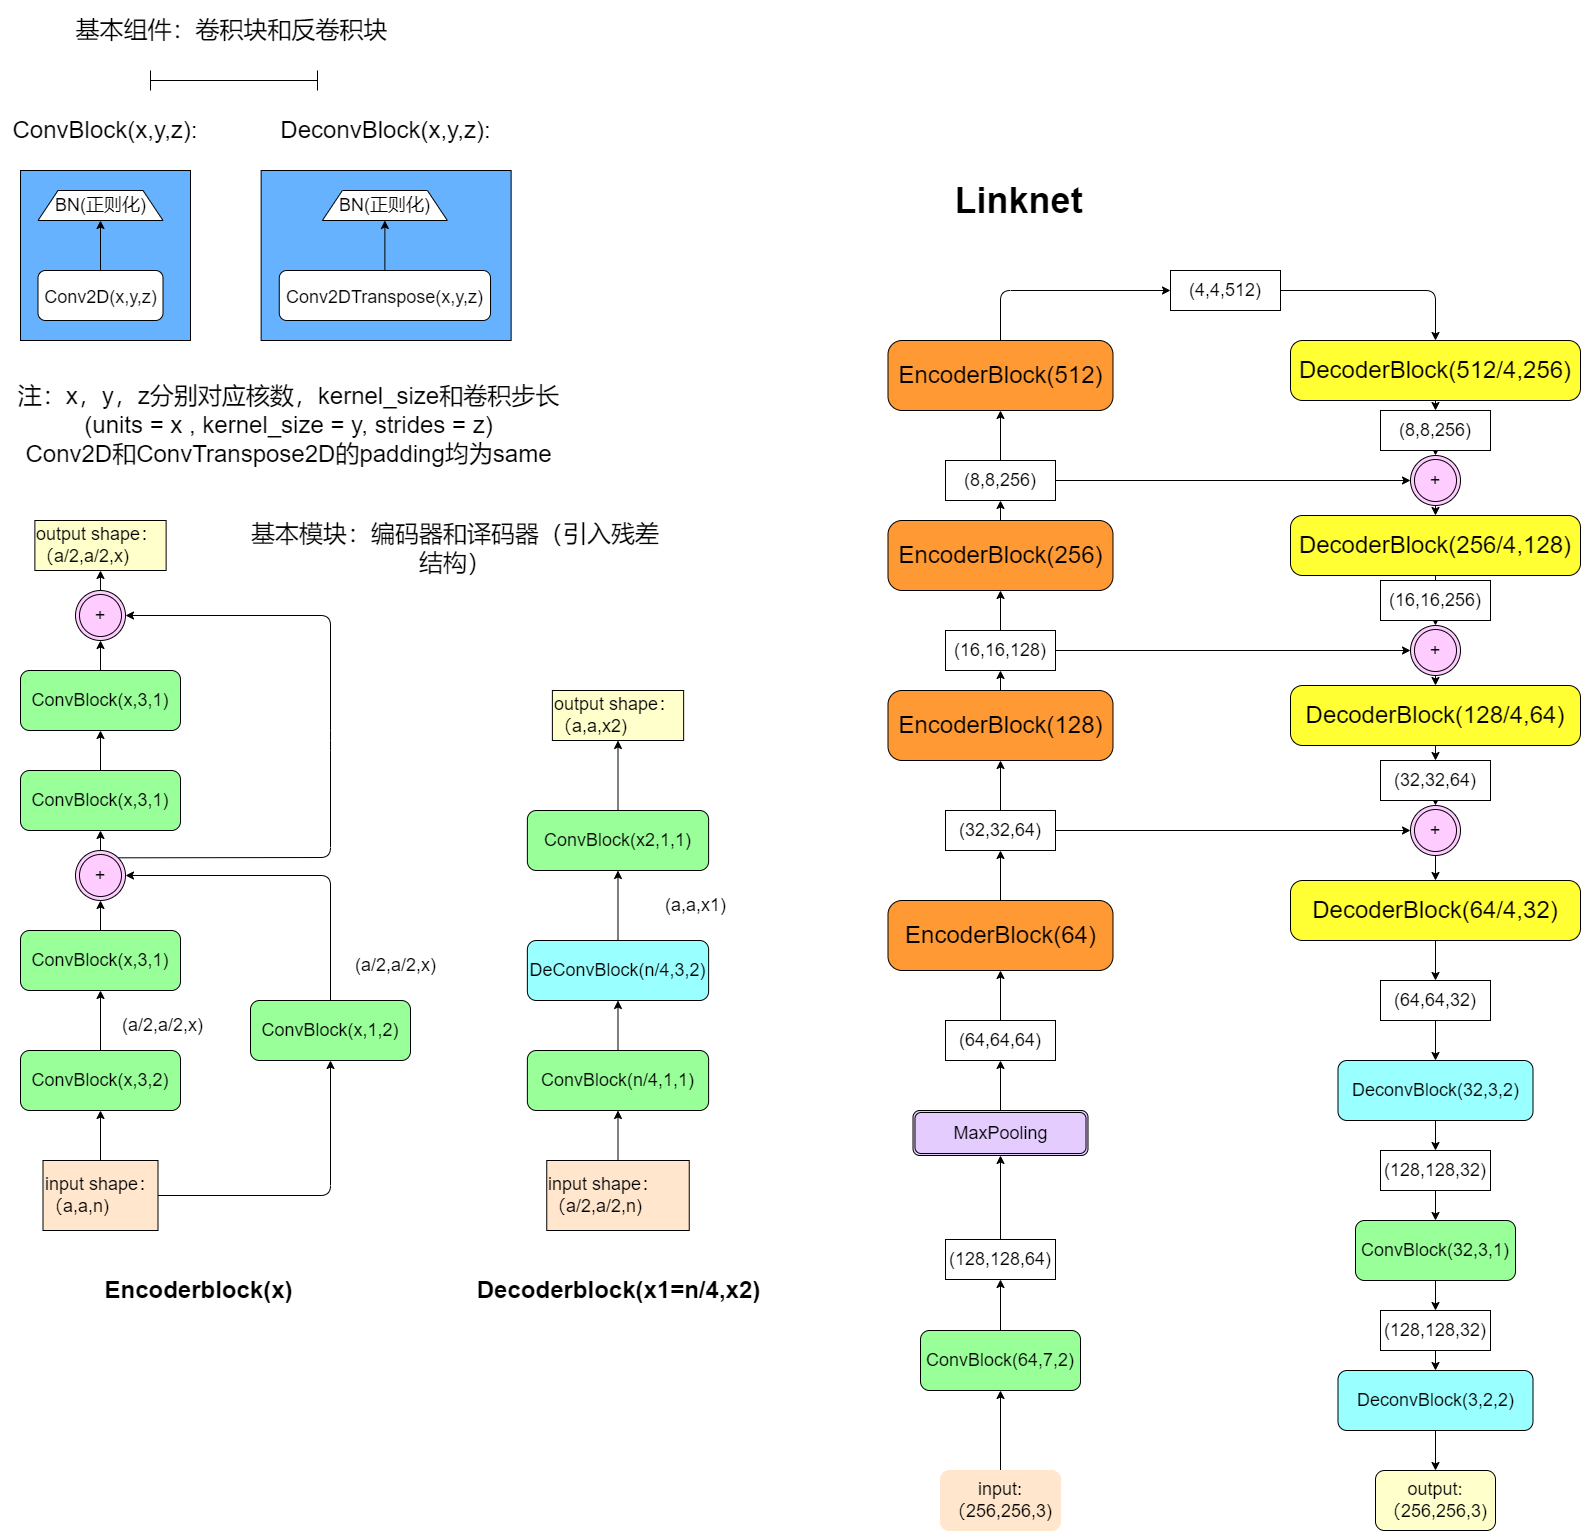 基本组件：卷积块和反卷积块
ConvBlock(x,y,z):
DeconvBlock(x,y,z):
BN(正则化)
Conv2D(x,y,z)
BN(正则化)
Conv2DTranspose(x,y,z)
注：x，y，z分别对应核数，kernel_size和卷积步长
(units = x , kernel_size = y, strides = z)
Conv2D和ConvTranspose2D的padding均为same
基本模块：编码器和译码器（引入残差
结构）
output shape：
（a/2,a/2,x)
+
ConvBlock(x,3,1)
ConvBlock(x,3,1)
+
ConvBlock(x,3,1)
(a/2,a/2,x)
(a/2,a/2,x)
ConvBlock(x,3,2)
ConvBlock(x,1,2)
input shape：
（a,a,n)
Encoderblock(x)
output shape：
（a,a,x2)
ConvBlock(x2,1,1)
(a,a,x1)
DeConvBlock(n/4,3,2)
ConvBlock(n/4,1,1)
input shape：
（a/2,a/2,n)
Decoderblock(x1=n/4,x2)
Linknet
(4,4,512)
EncoderBlock(512)
(8,8,256)
EncoderBlock(256)
(16,16,128)
EncoderBlock(128)
(32,32,64)
EncoderBlock(64)
(64,64,64)
MaxPooling
(128,128,64)
ConvBlock(64,7,2)
input:
（256,256,3)
DecoderBlock(512/4,256)
(8,8,256)
+
DecoderBlock(256/4,128)
(16,16,256)
+
DecoderBlock(128/4,64)
(32,32,64)
+
DecoderBlock(64/4,32)
(64,64,32)
DeconvBlock(32,3,2)
(128,128,32)
ConvBlock(32,3,1)
(128,128,32)
DeconvBlock(3,2,2)
output:
（256,256,3)